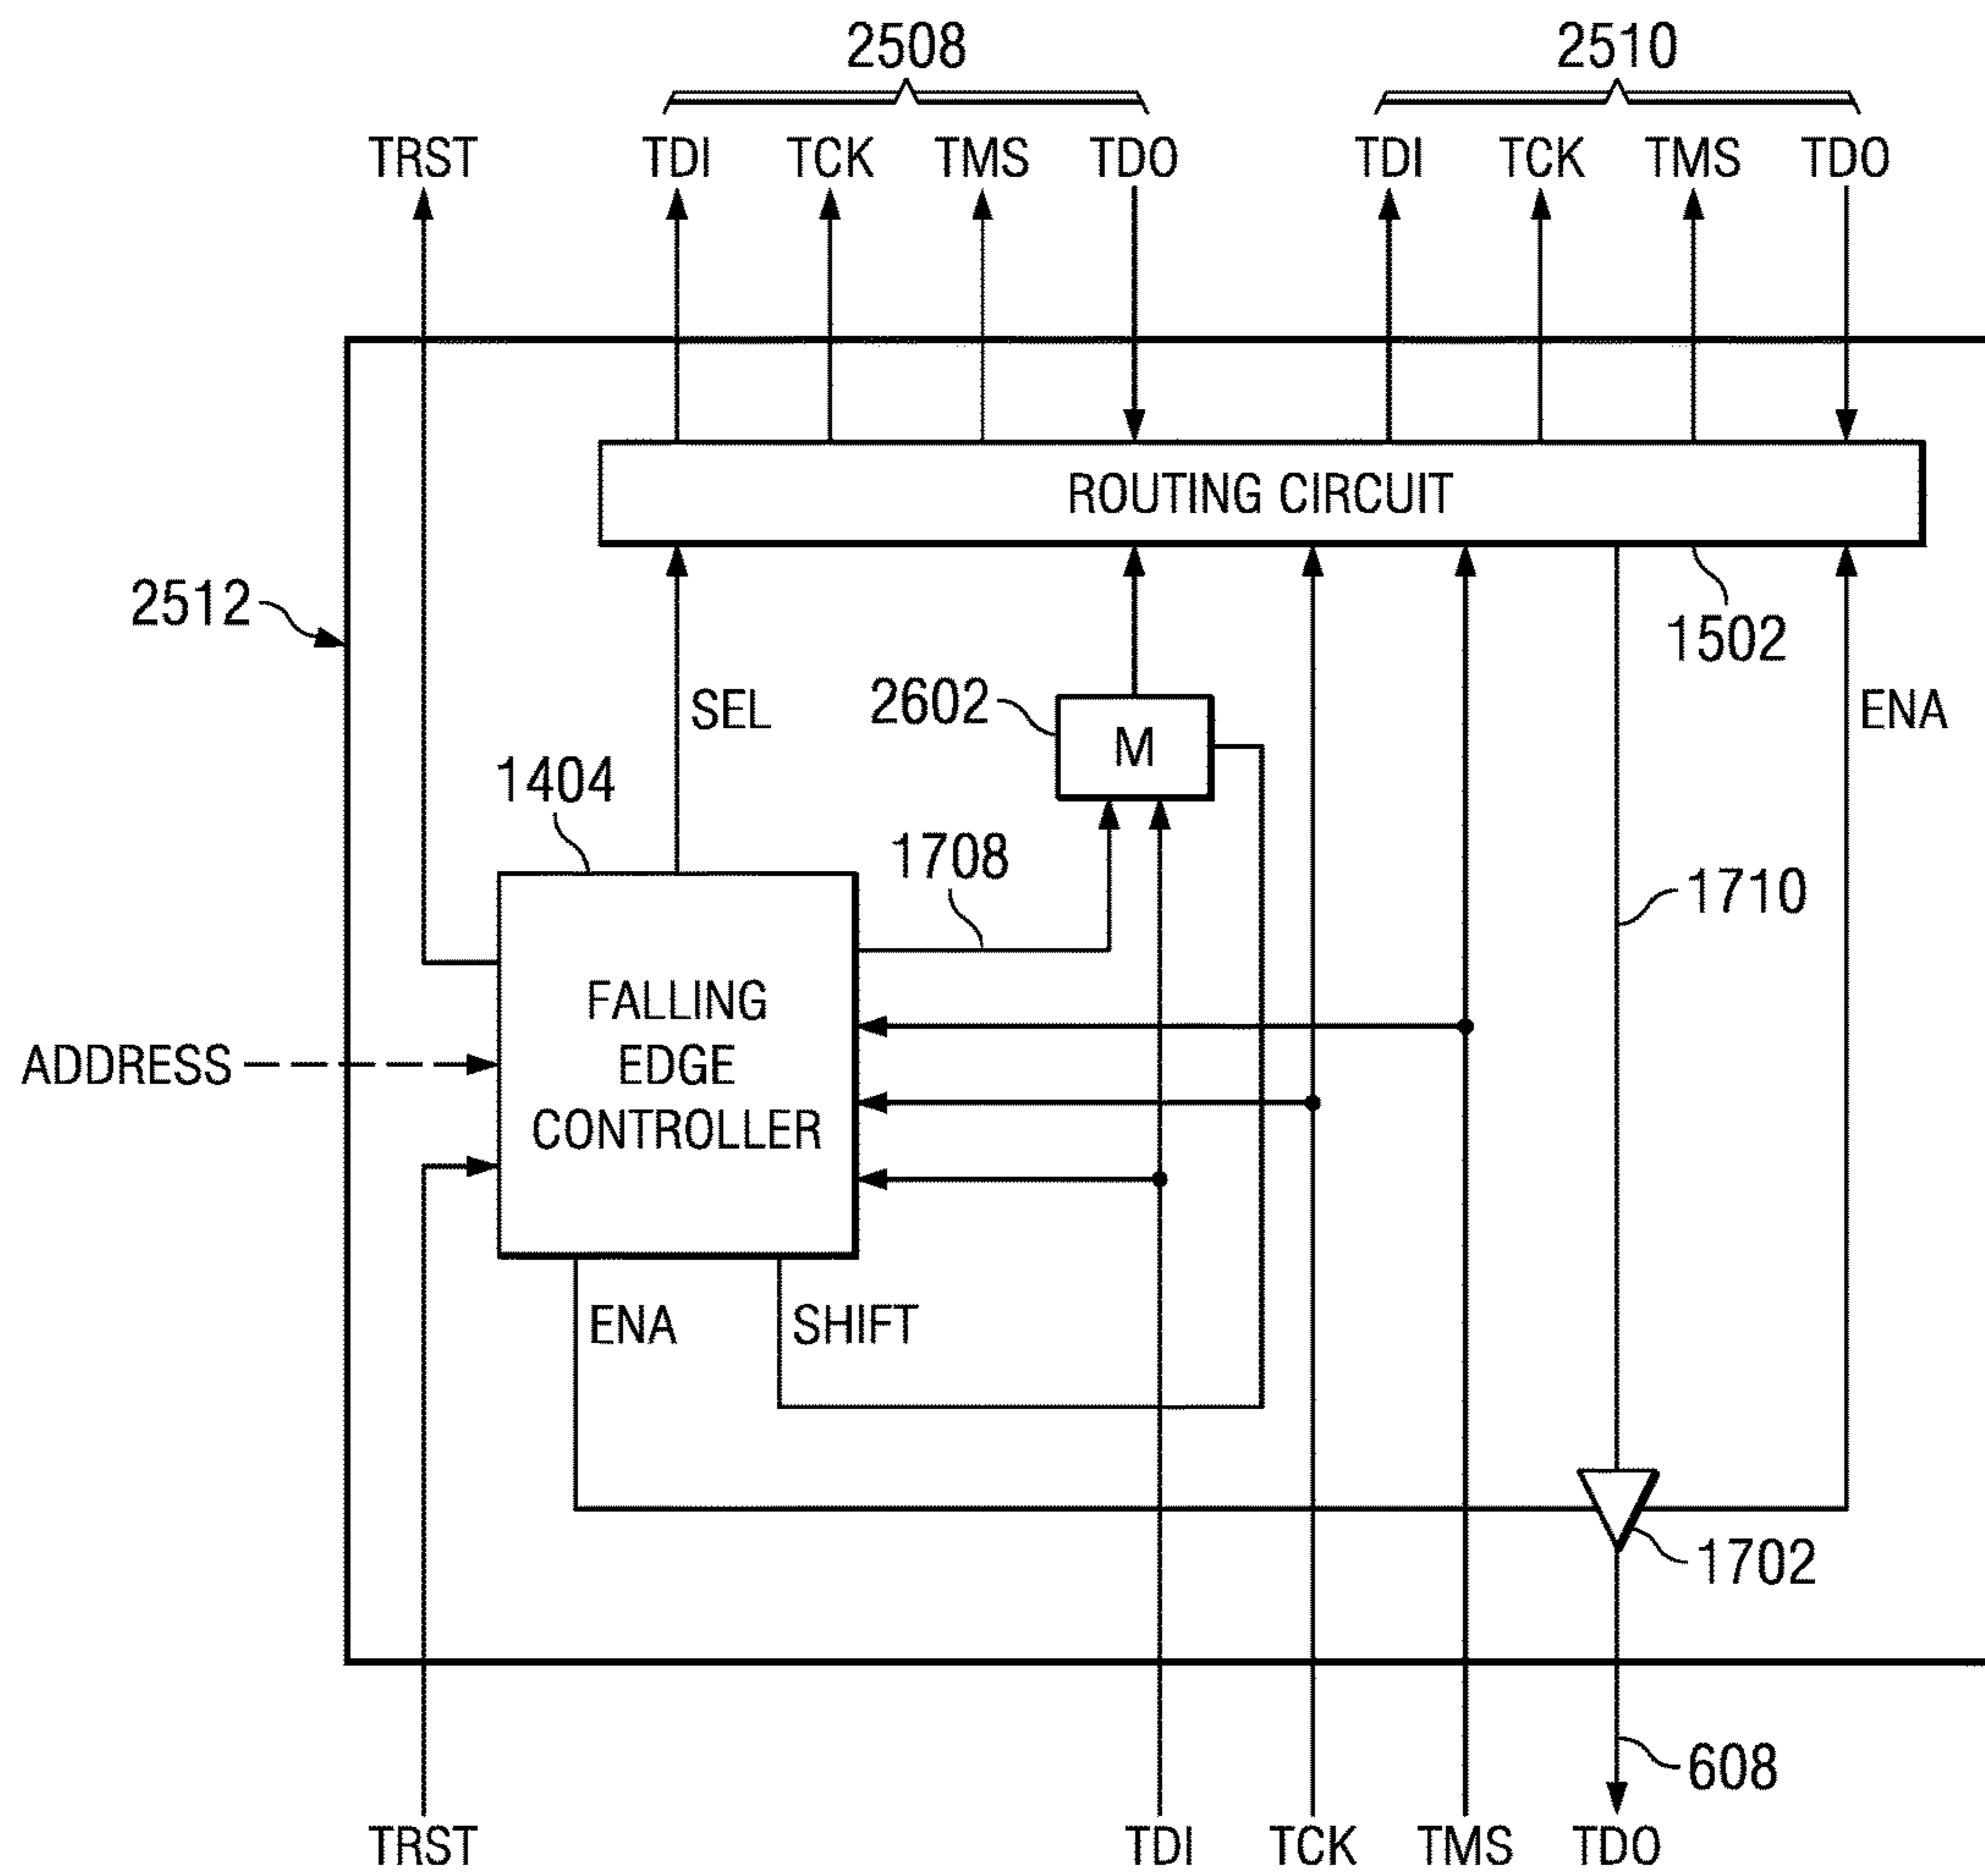 2508 2510
TRST TDI TCK TMS TDO TDI TCK TMS TDO
ROUTING CIRCUIT
2512
1502
SEL
2602
M
ENA
1404
1708
1710
FALLING
EDGE
CONTROLLER
ADDRESS
ENA
SHIFT
1702
608
TRST TDI TCK TMS TDO